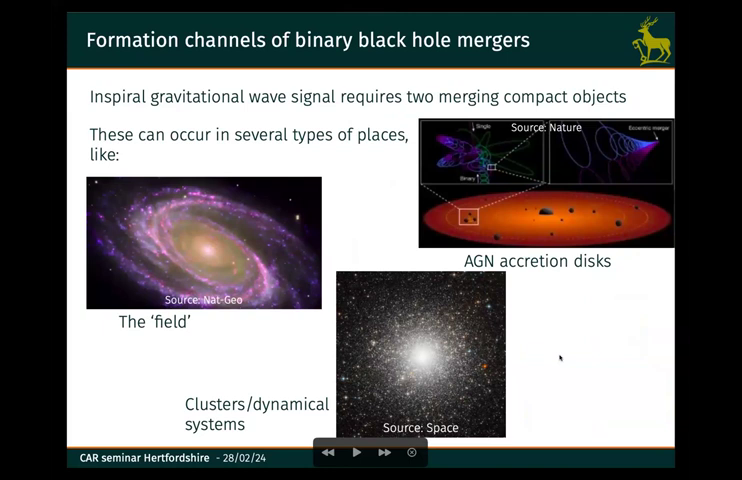 Formation channels of binary black hole mergers
Inspiral gravitational wave signal requires two merging compact objects
These can occur in several types of places,
like:
Single
Source: Nature
Eccentric merger
Binary
AGN accretion disks
Source: Nat-Geo
The ‘field’
Clusters/dynamical
systems
Source: Space
CAR seminar Hertfordshire - 28/02/24